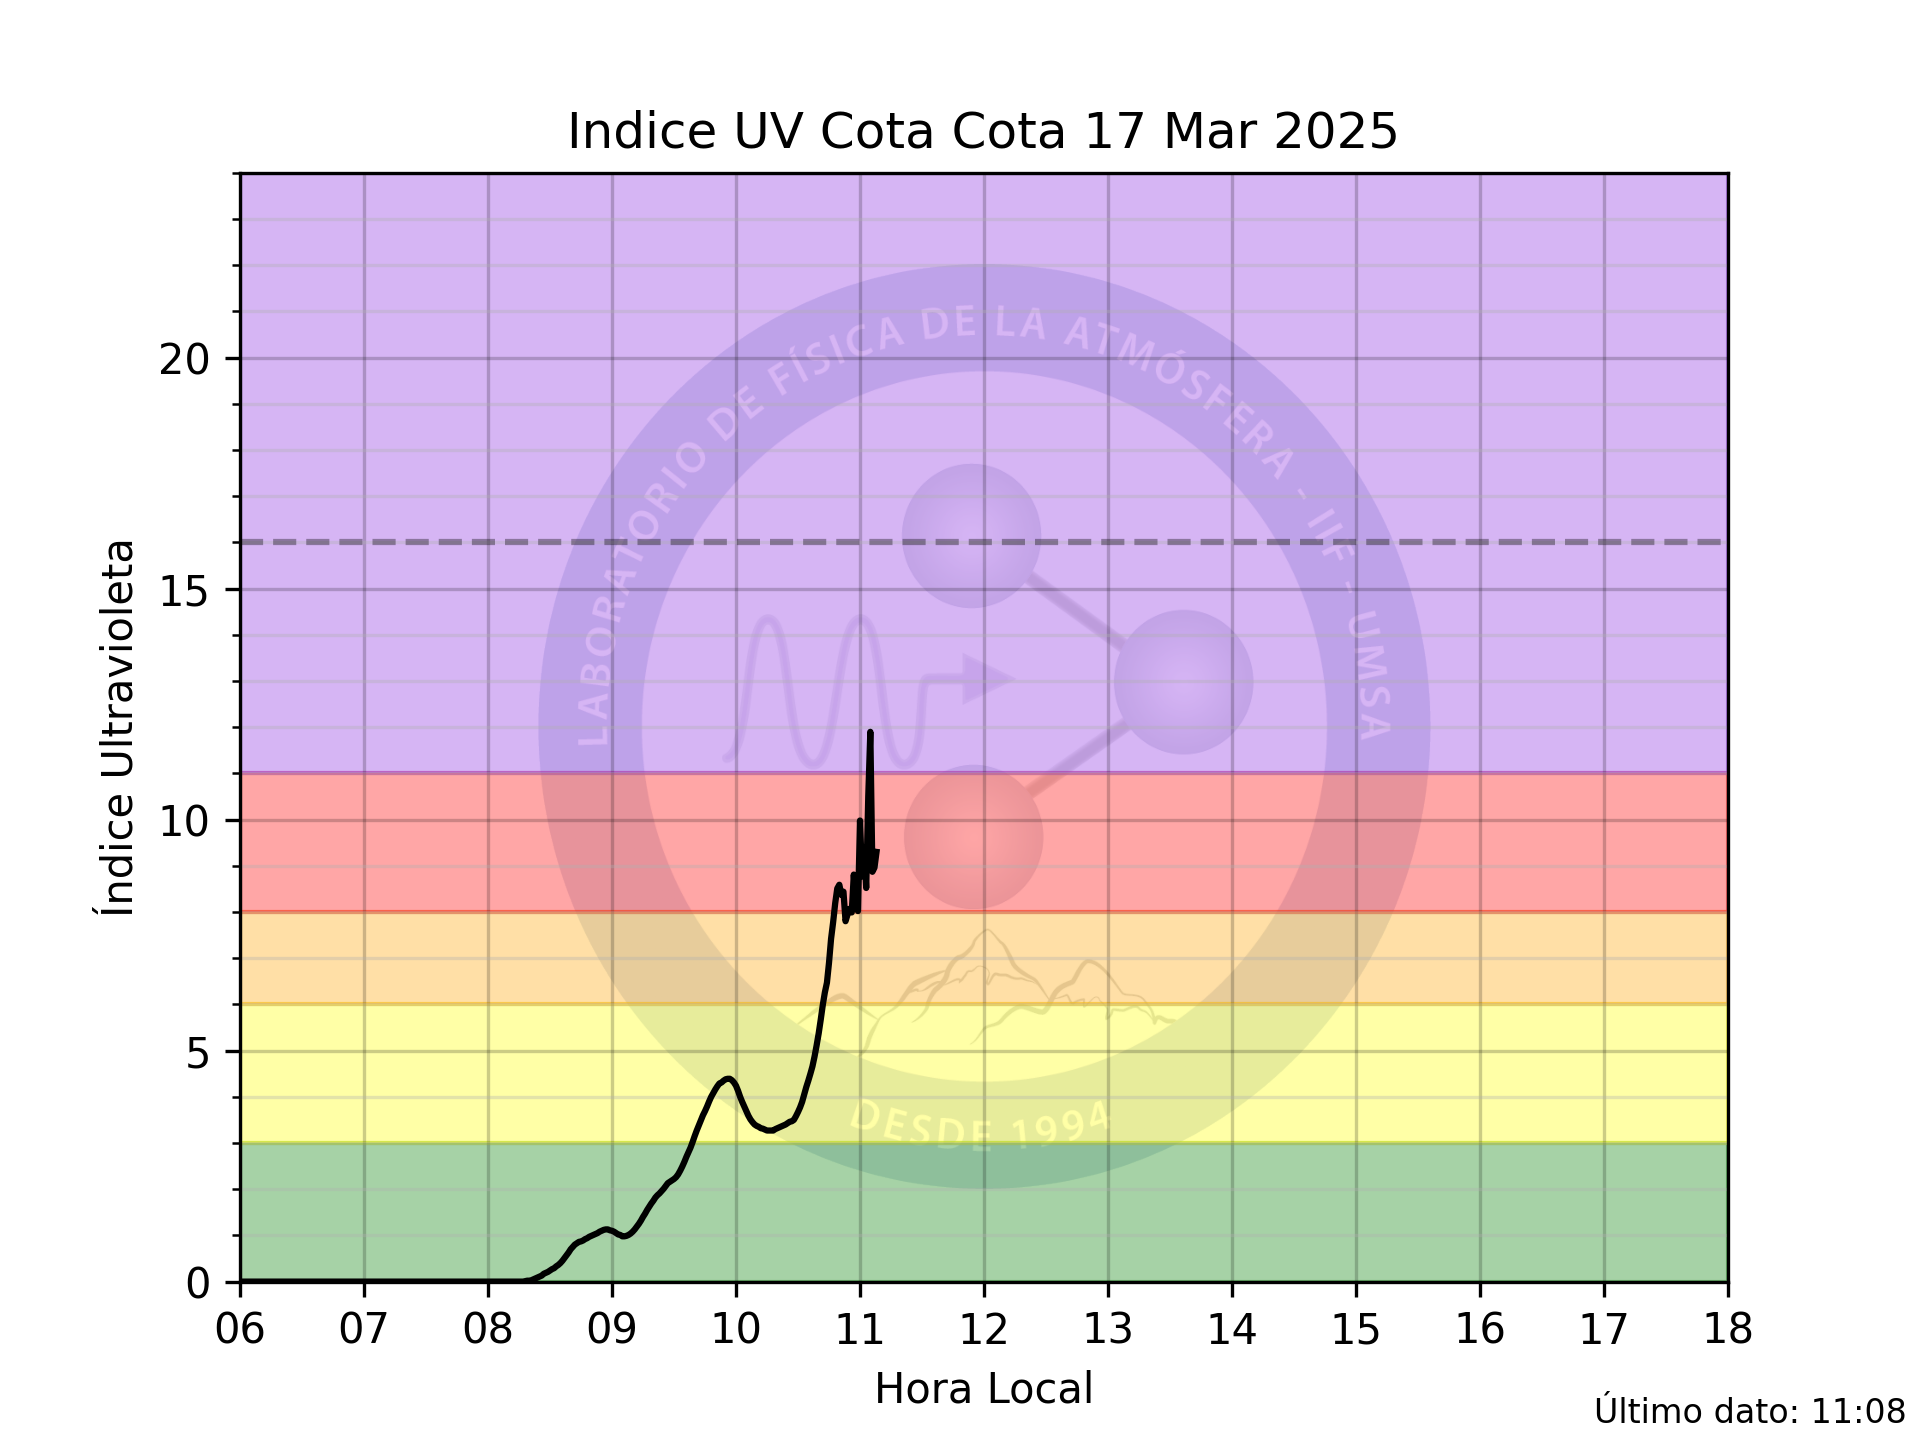 Indice UV Cota Cota 17 Mar 2025
20
15
10
5
0
Índice Ultravioleta
LABORATORIO DE FÍSICA DE LA ATMÓSFERA - IIF - UMSA
DESDE 1994
06 07 08 09 10 11 12 13 14 15 16 17 18
Hora Local
Último dato: 11:08